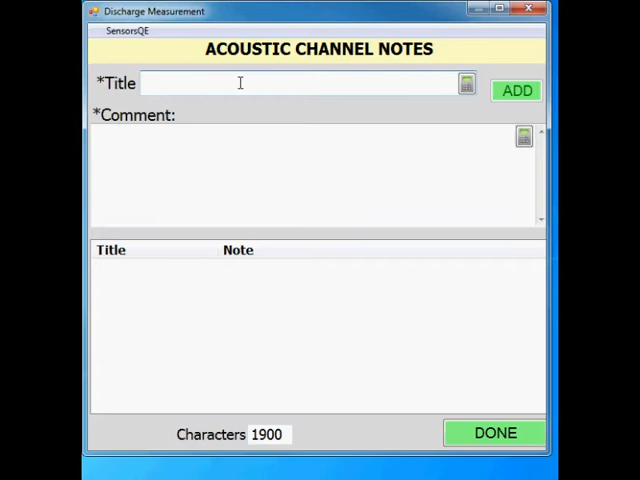 Discharge Measurement
SensorsQE
ACOUSTIC CHANNEL NOTES
*Title
ADD
*Comment:
Title Note
Characters 1900
DONE